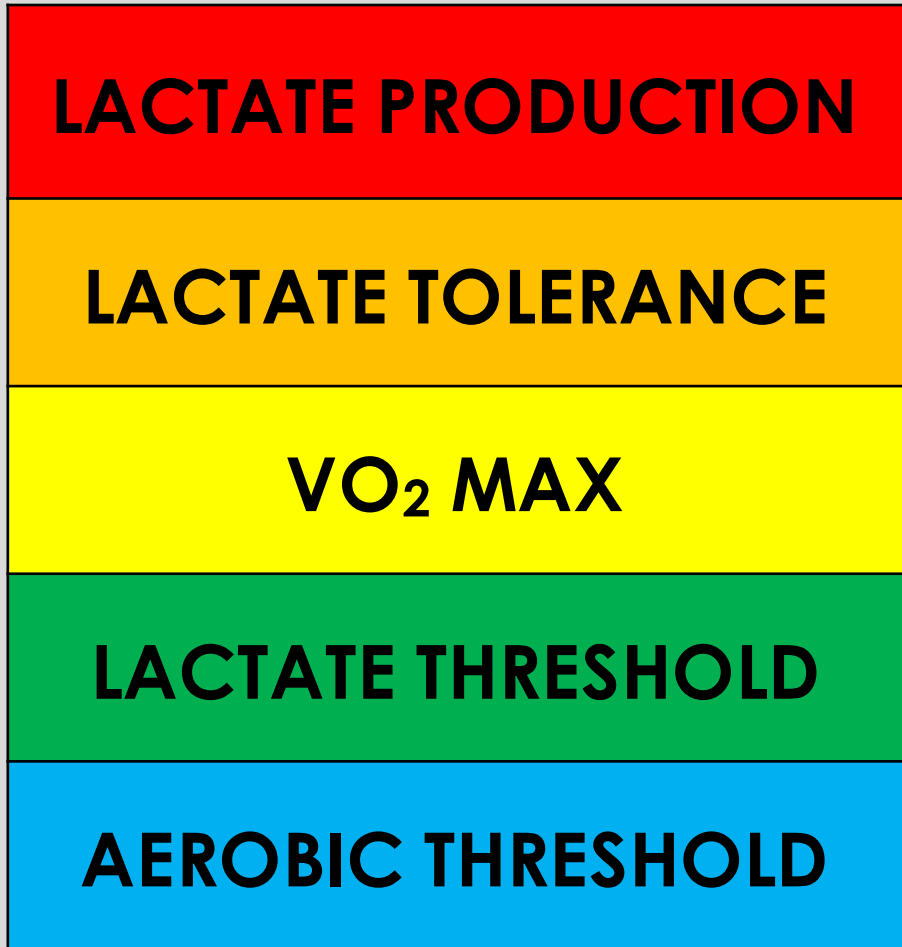 LACTATE PRODUCTION
LACTATE TOLERANCE
VO₂ MAX
LACTATE THRESHOLD
AEROBIC THRESHOLD